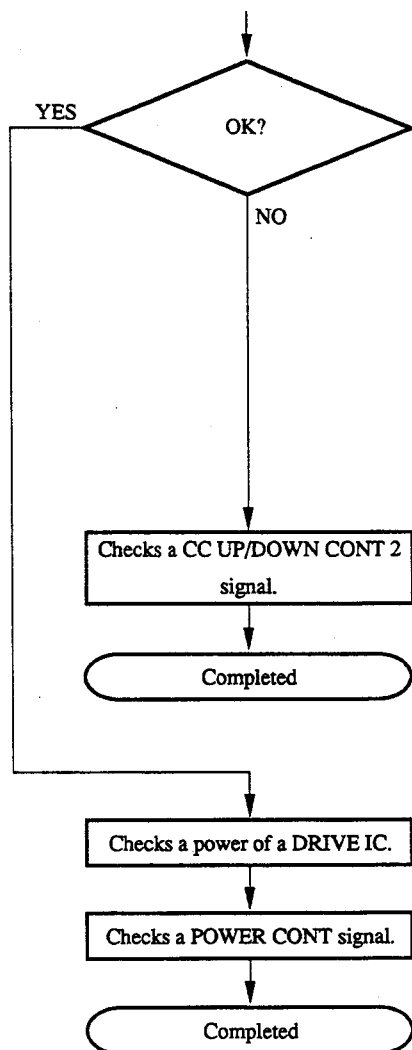 YES
OK?
NO
Checks a CC UP/DOWN CONT 2
signal.
Completed
Checks a power of a DRIVE IC.
Checks a POWER CONT signal.
Completed